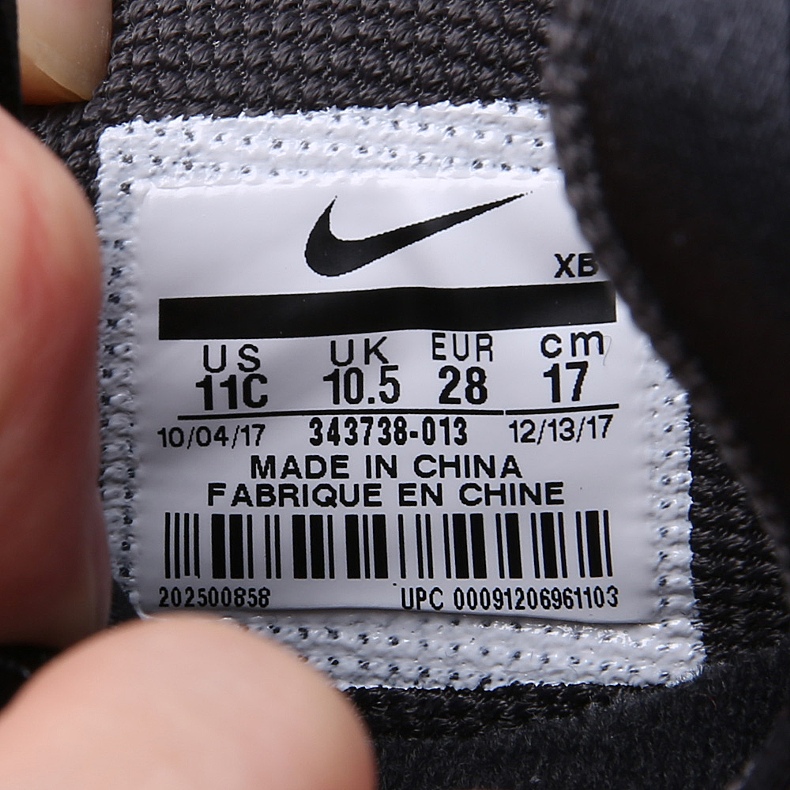 XB
US UK EUR cm
11C 10.5 28 17
10/04/17 343738-013 12/13/17
MADE IN CHINA
FABRIQUE EN CHINE
202500858 UPC 00091206961103